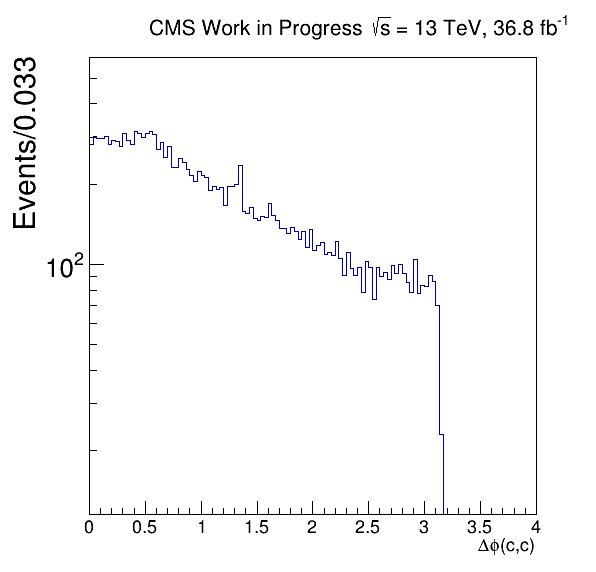 CMS Work in Progress √s = 13 TeV, 36.8 fb⁻¹
Events/0.033
10²
0 0.5 1 1.5 2 2.5 3 3.5 4
Δϕ(c,c)